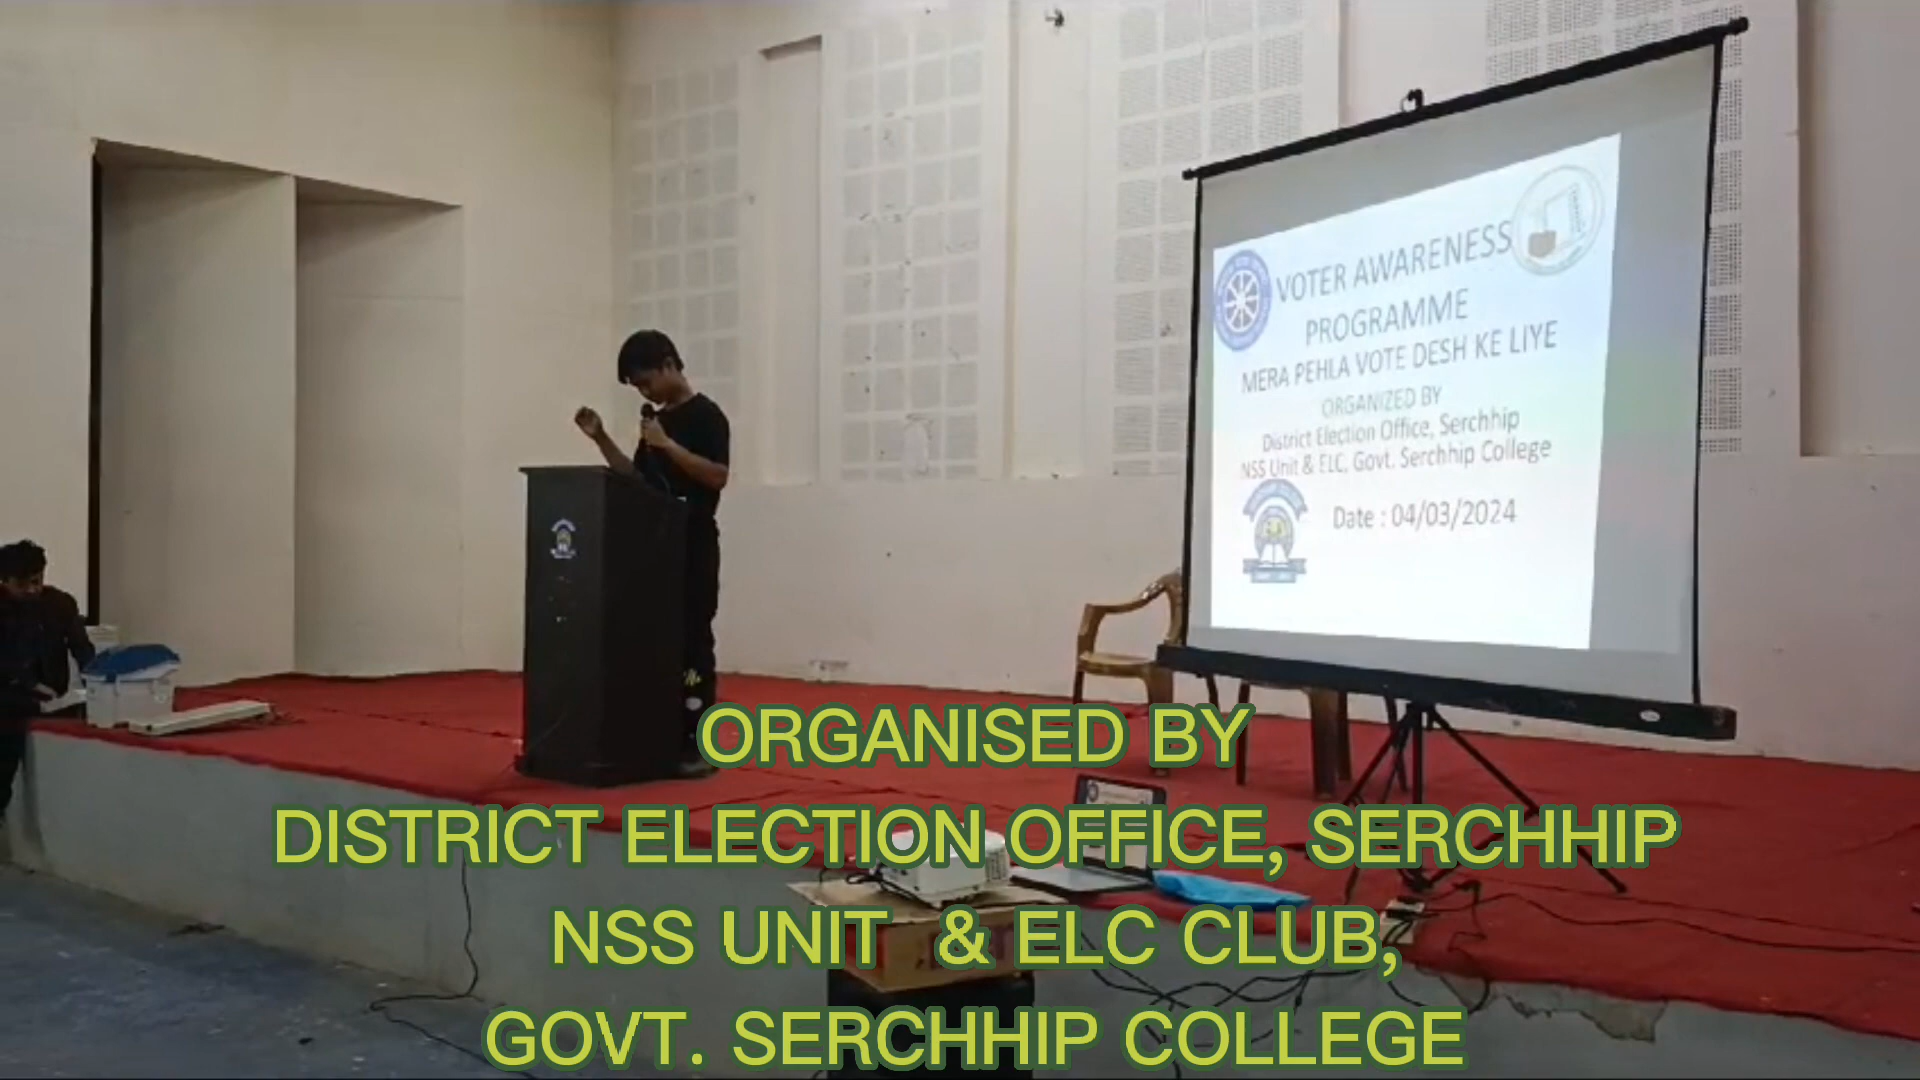 VOTER AWARENESS
PROGRAMME
MERA PEHLA VOTE DESH KE LIYE
ORGANIZED BY
District Election Office, Serchhip
NSS Unit & ELC, Govt. Serchhip College
Date : 04/03/2024
ORGANISED BY
DISTRICT ELECTION OFFICE, SERCHHIP
NSS UNIT & ELC CLUB,
GOVT. SERCHHIP COLLEGE